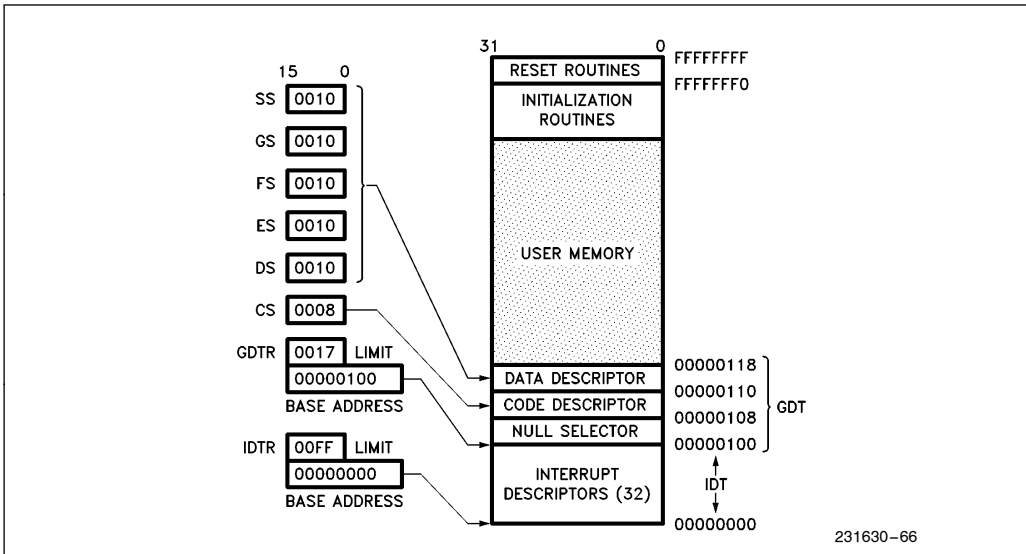 31 0
FFFFFFFF
RESET ROUTINES
FFFFFFF0
INITIALIZATION
ROUTINES
15 0
SS 0010
GS 0010
FS 0010
ES 0010
DS 0010
CS 0008
USER MEMORY
GDTR 0017 LIMIT
00000100
BASE ADDRESS
IDTR 00FF LIMIT
00000000
BASE ADDRESS
00000118
DATA DESCRIPTOR
00000110
CODE DESCRIPTOR
00000108
NULL SELECTOR
00000100
GDT
INTERRUPT
DESCRIPTORS (32)
IDT
00000000
231630-66